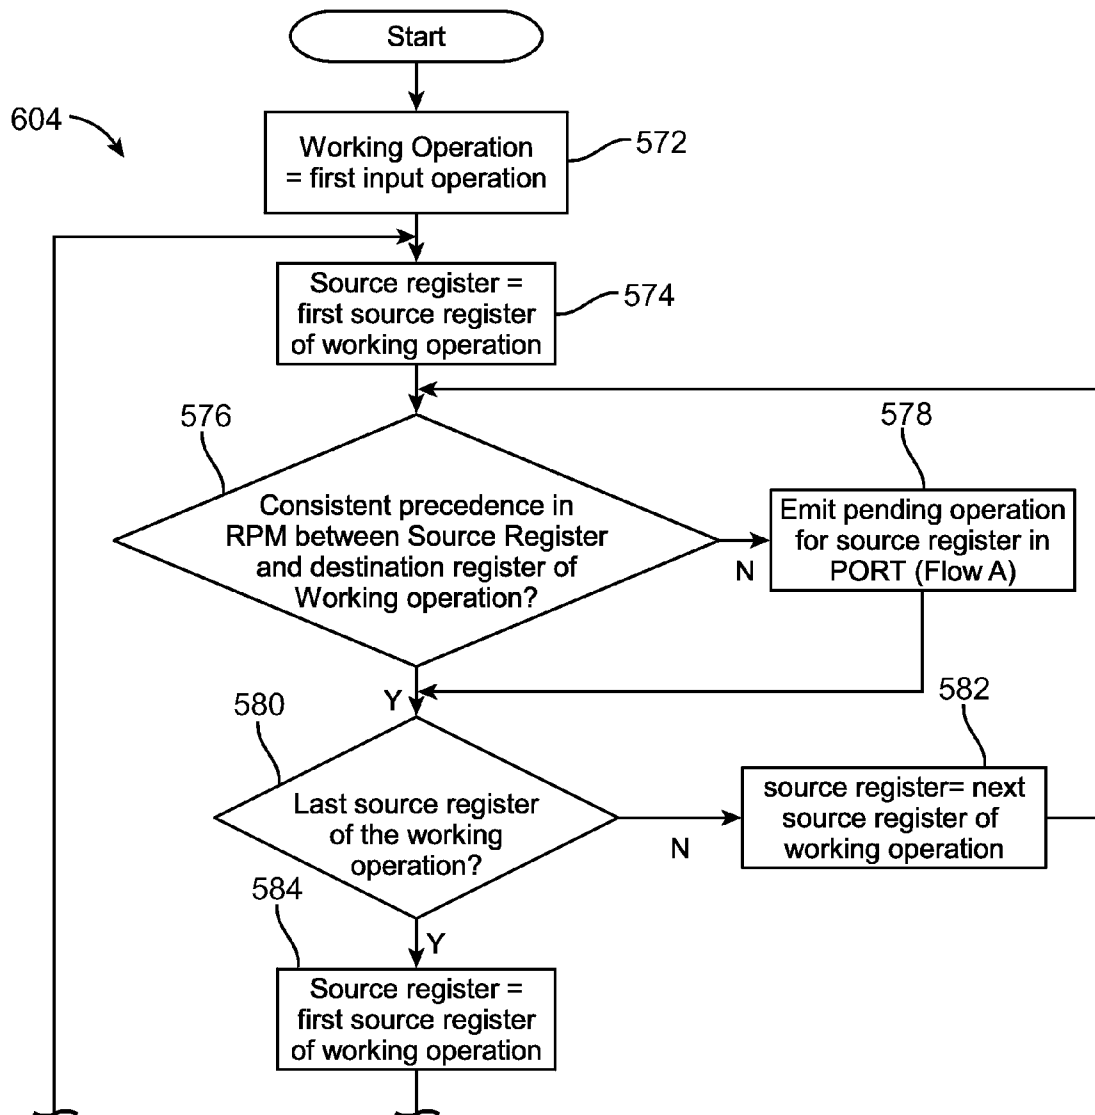 Start
604
Working Operation
= first input operation
572
Source register =
first source register
of working operation
574
576
Consistent precedence in
RPM between Source Register
and destination register of
Working operation?
N
578
Emit pending operation
for source register in
PORT (Flow A)
Y
580
Last source register
of the working
operation?
N
582
source register= next
source register of
working operation
Y
584
Source register =
first source register
of working operation